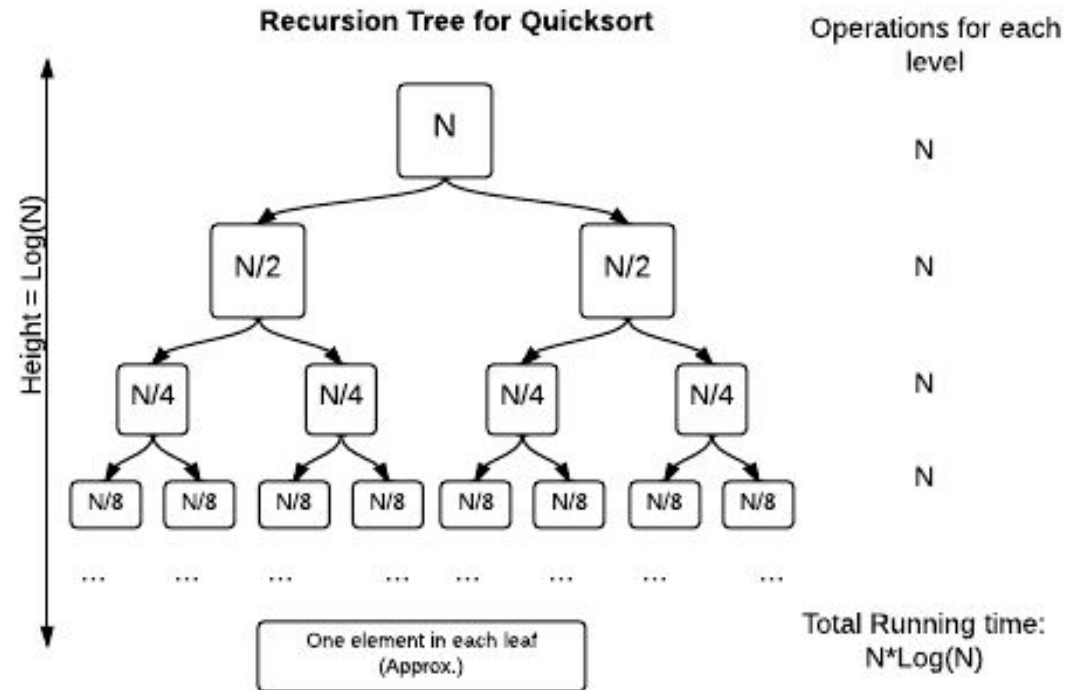 Recursion Tree for Quicksort
Operations for each
level
Height = Log(N)
N
N
N/2
N/2
N
N/4
N/4
N/4
N/4
N
N/8
N/8
N/8
N/8
N/8
N/8
N/8
N/8
N
... ... ... ... ... ... ... ...
One element in each leaf
(Approx.)
Total Running time:
N*Log(N)